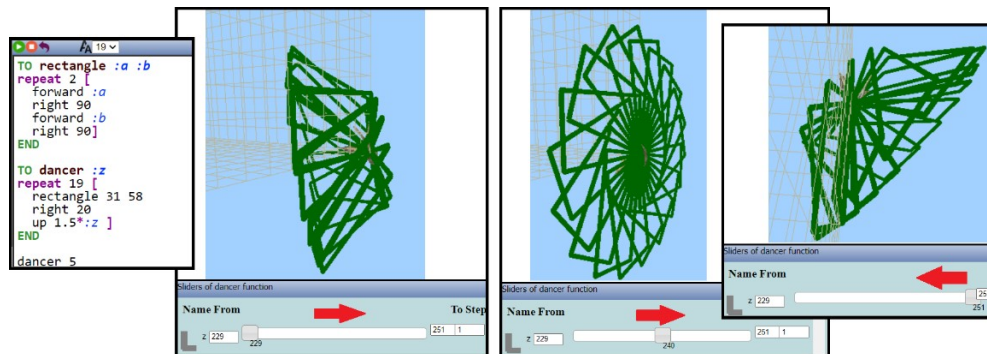 19
TO rectangle :a :b
repeat 2 [
forward :a
right 90
forward :b
right 90]
END
TO dancer :z
repeat 19 [
rectangle 31 58
right 20
up 1.5*:z ]
END
dancer 5
Sliders of dancer function
Name From To Step
z 229 251 1
229
Sliders of dancer function
Name From
z 229 251 1
240
Sliders of dancer function
Name From
z 229
251